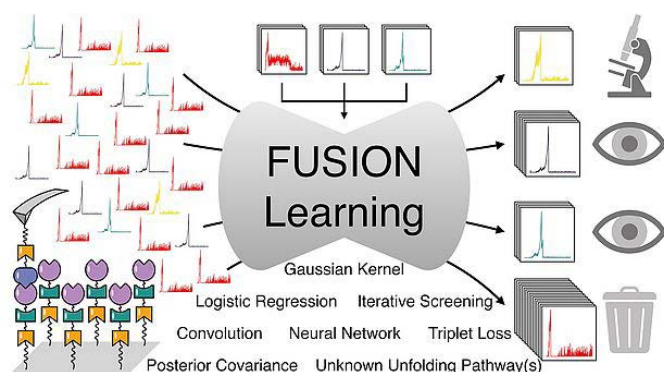 FUSION
Learning
Gaussian Kernel
Logistic Regression Iterative Screening
Convolution Neural Network Triplet Loss
Posterior Covariance Unknown Unfolding Pathway(s)